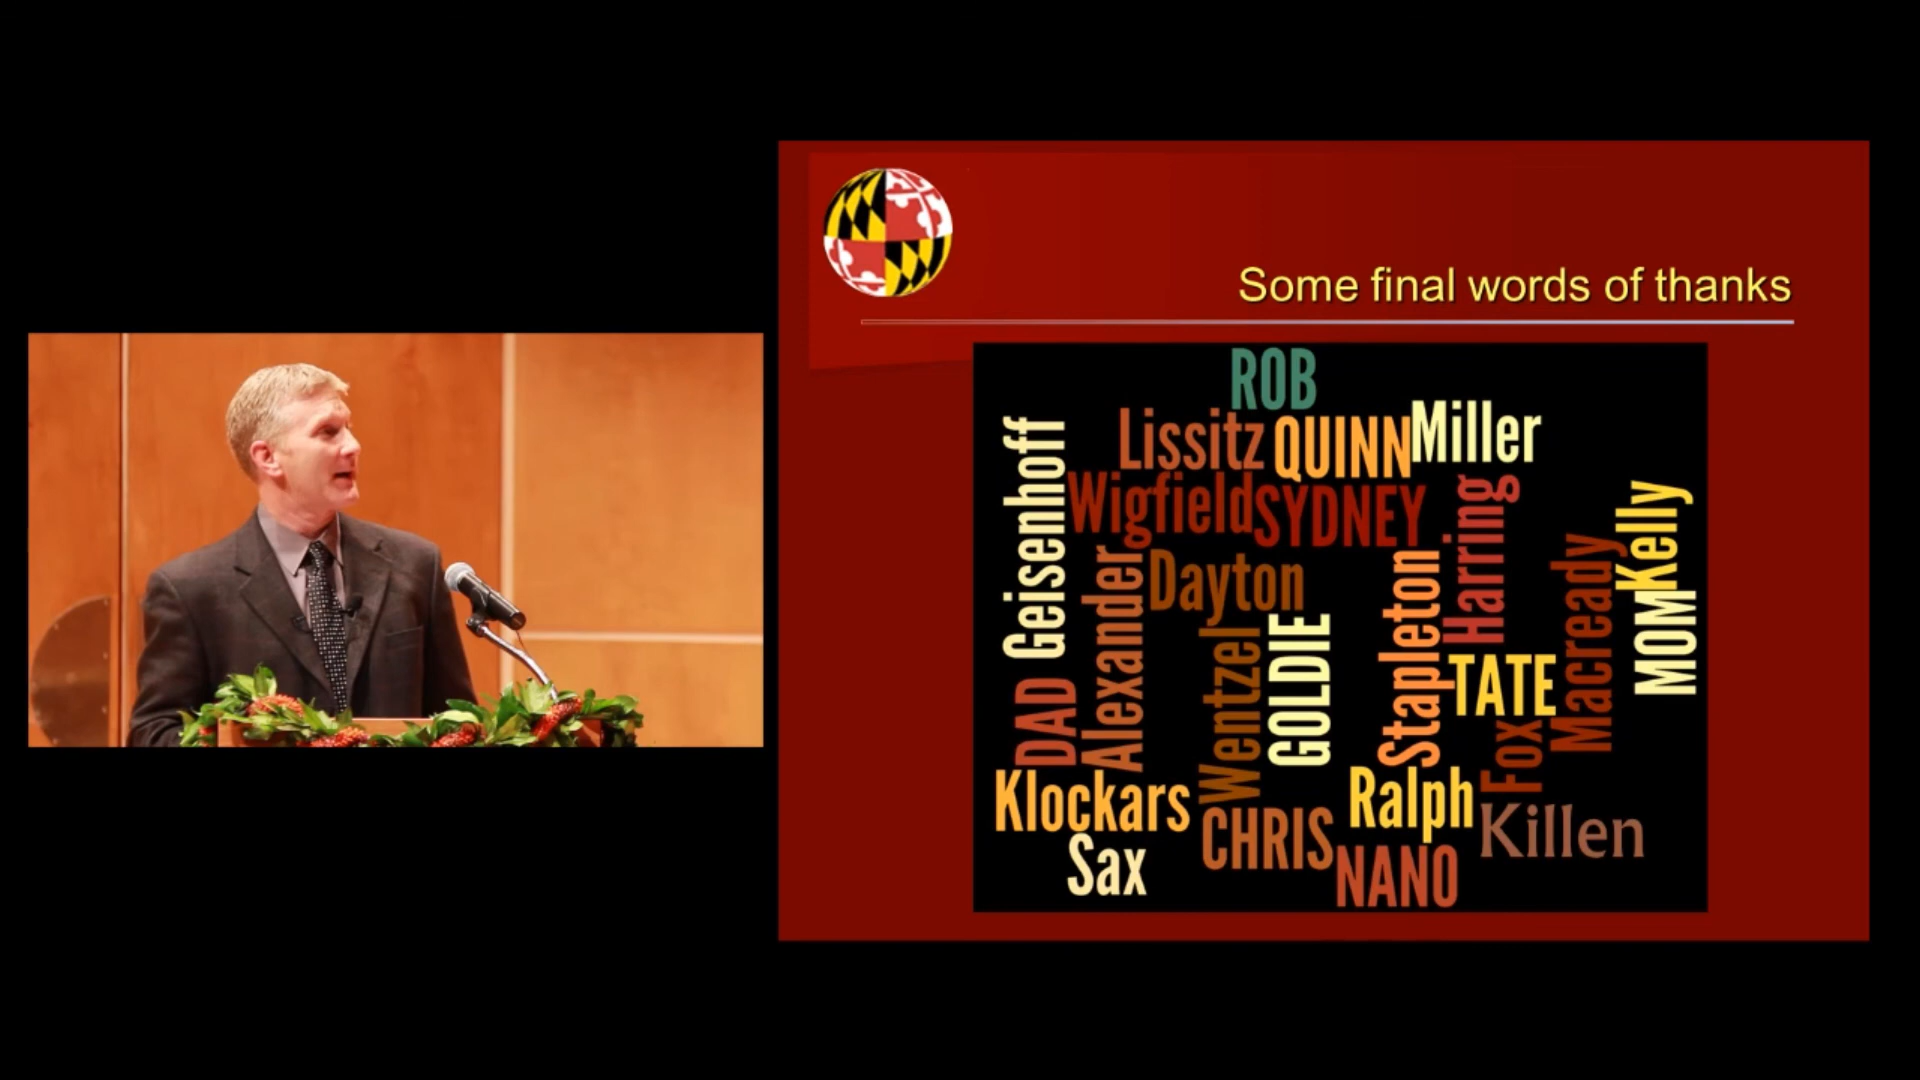 Some final words of thanks
ROB
Lissitz QUINN Miller
Geisenhoff
Wigfield SYDNEY
Harring
Kelly
Alexander
Dayton
Stapleton
Macready
MOM
DAD
Wentzel
GOLDIE
TATE
Fox
Klockars
CHRIS
Ralph
Killen
Sax
NANO